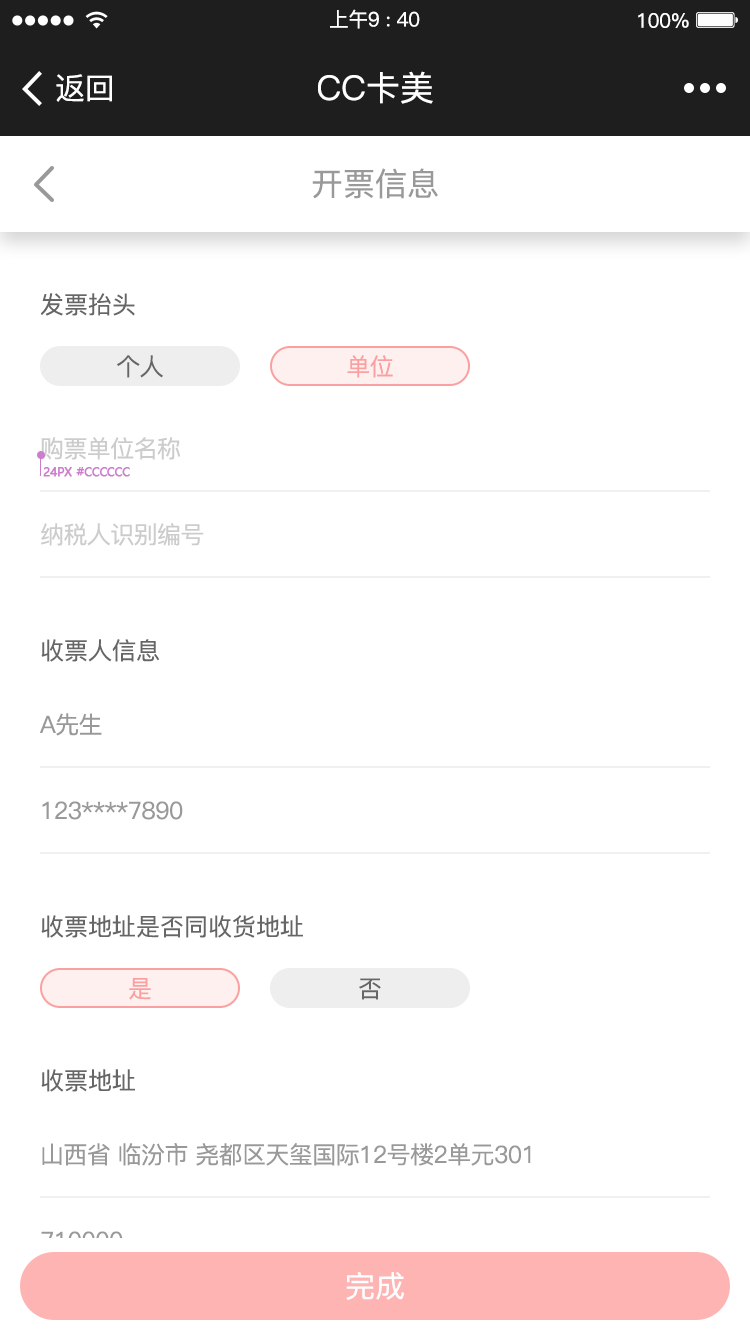 上午9 : 40
100%
返回
CC卡美
开票信息
发票抬头
个人
单位
购票单位名称
24PX #CCCCCC
纳税人识别编号
收票人信息
A先生
123****7890
收票地址是否同收货地址
是
否
收票地址
山西省 临汾市 尧都区天玺国际12号楼2单元301
完成